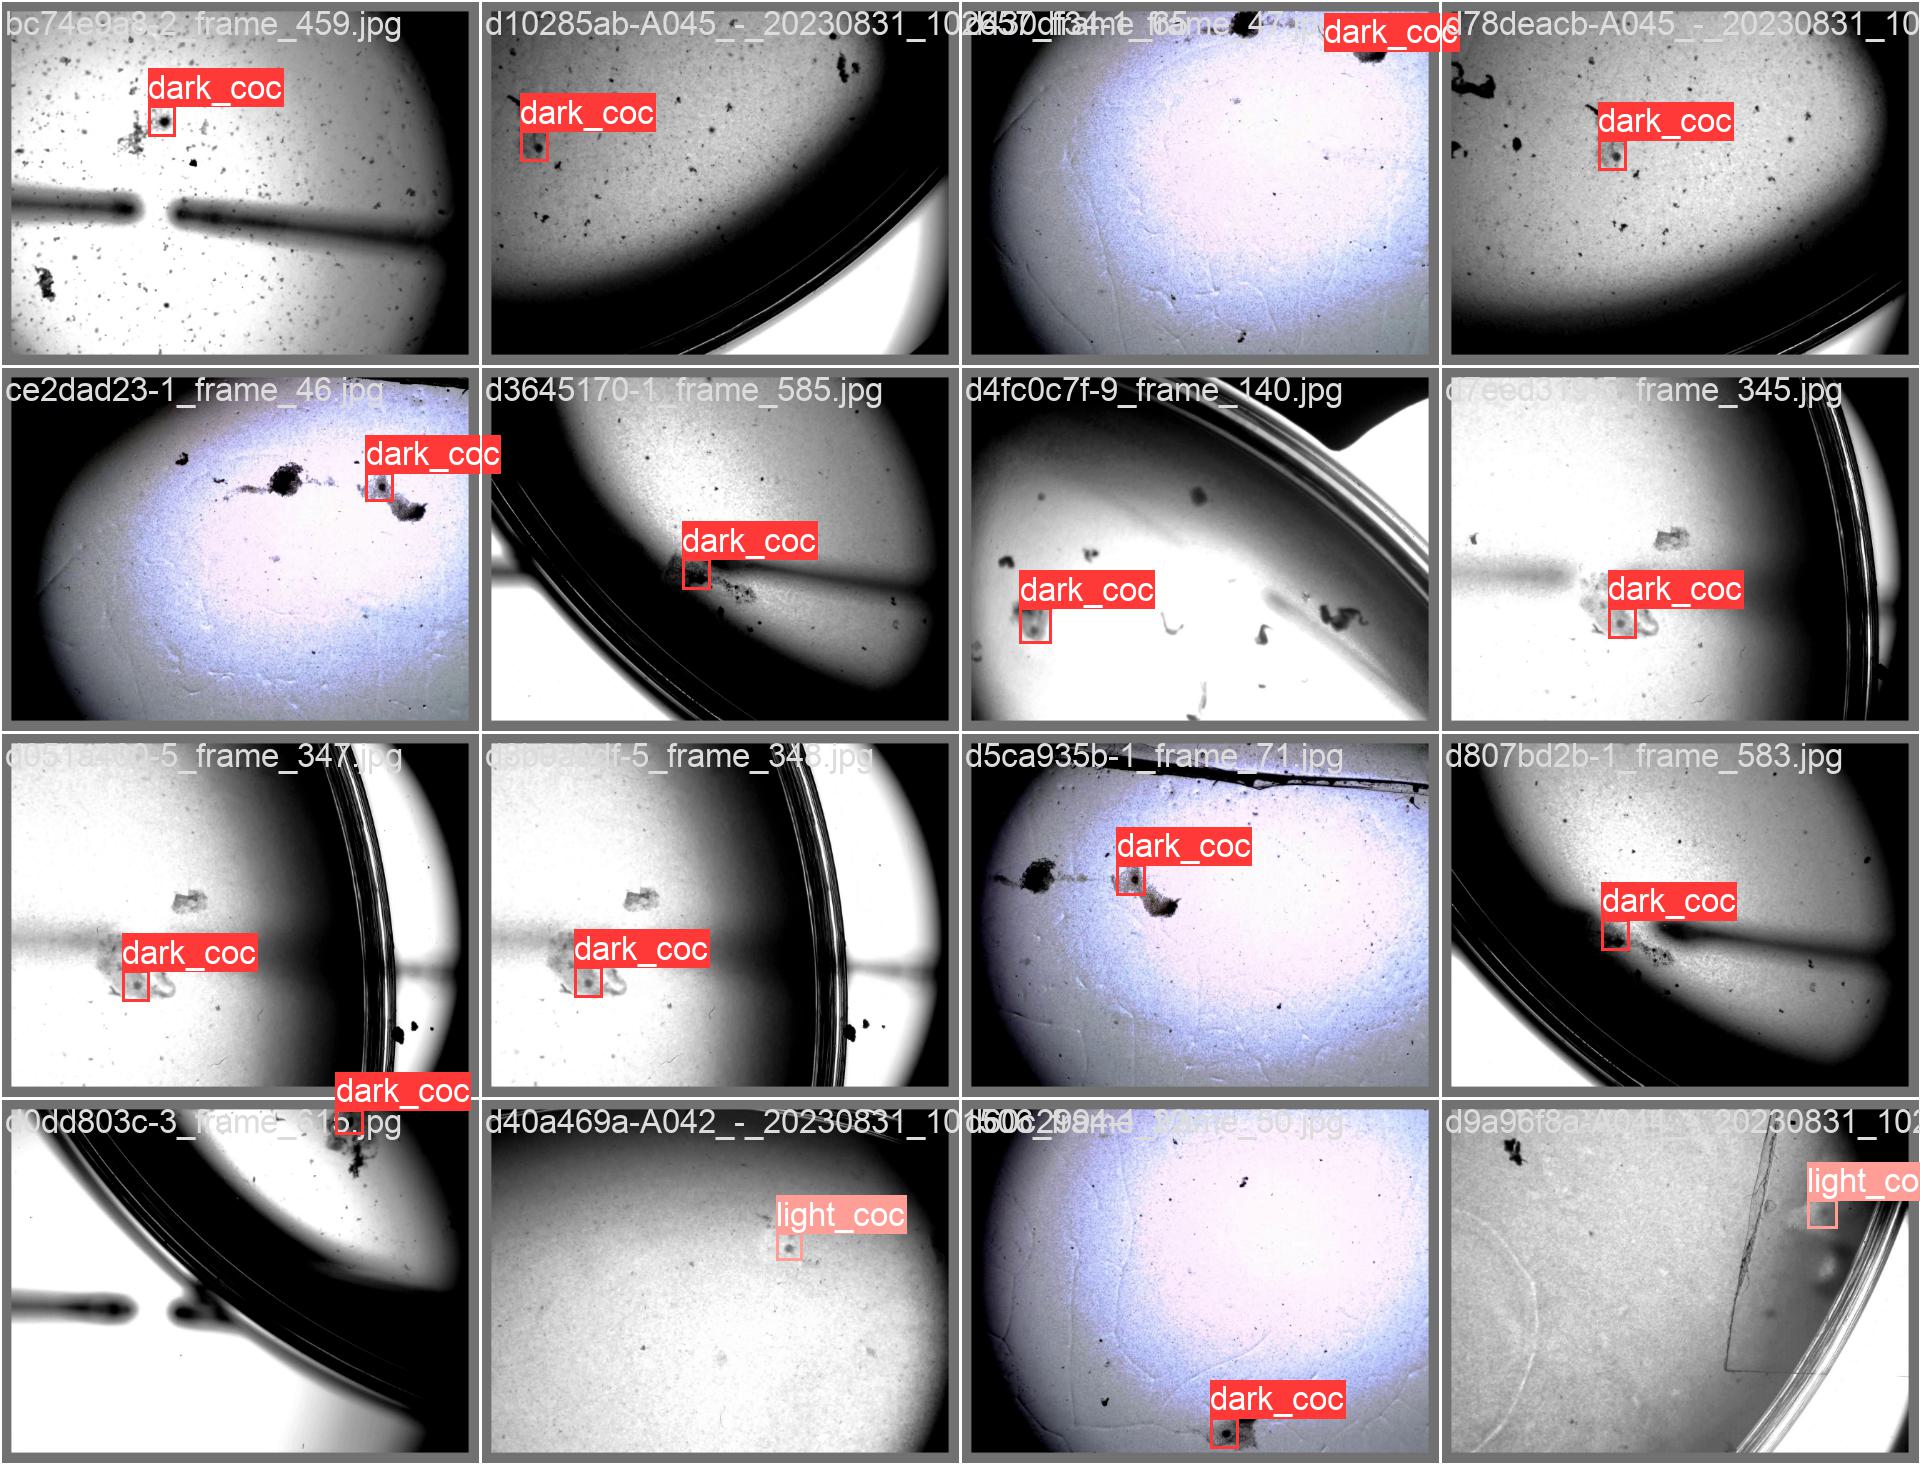 bc74e9a8-2_frame_459.jpg
dark_coc
d10285ab-A045_-_20230831_10
dark_coc
dark_coc
d78deacb-A045_-_20230831_10
dark_coc
ce2dad23-1_frame_46.jpg
dark_coc
d3645170-1_frame_585.jpg
dark_coc
d4fc0c7f-9_frame_140.jpg
dark_coc
frame_345.jpg
dark_coc
-5_frame_347.jpg
dark_coc
-5_frame_348.jpg
dark_coc
d5ca935b-1_frame_71.jpg
dark_coc
d807bd2b-1_frame_583.jpg
dark_coc
d0dd803c-3_frame_615.jpg
dark_coc
d40a469a-A042_-_20230831_10
light_coc
dark_coc
20230831_102
light_co